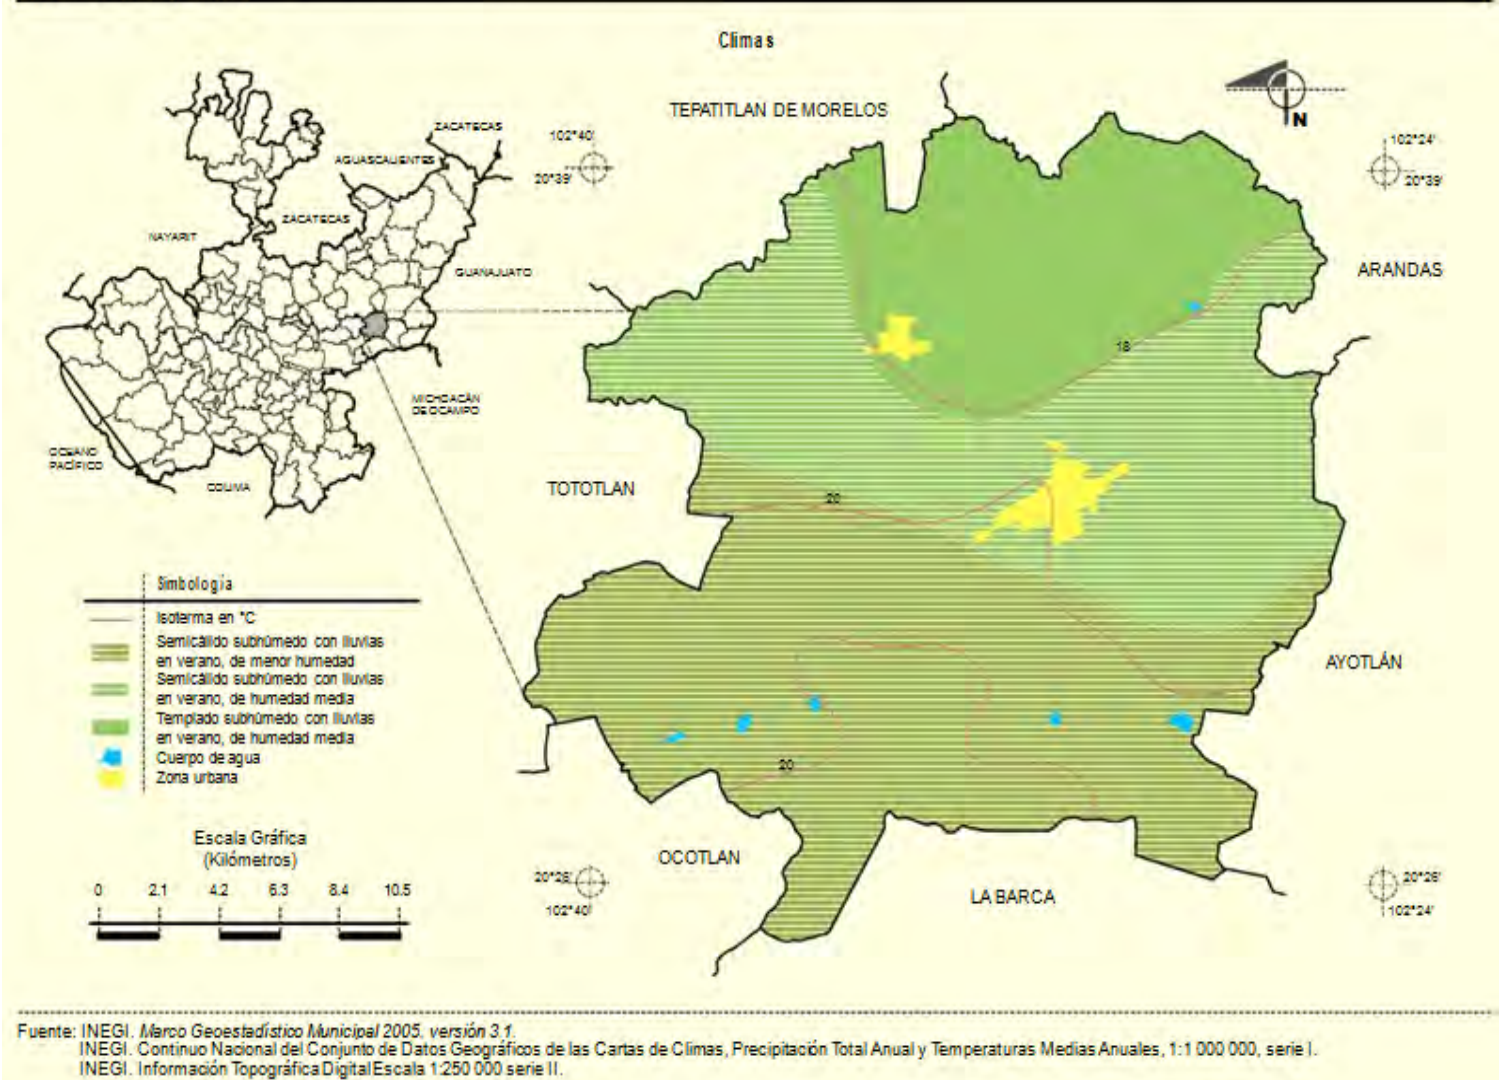 Climas
TEPATITLAN DE MORELOS
N
102°40'
20°39'
102°24'
20°39'
ZACATECAS
AGUASCALIENTES
ZACATECAS
NAYARIT
GUANAJUATO
MICHOACÁN
DE OCAMPO
OCEANO
PACÍFICO
COLIMA
ARANDAS
18
TOTOTLAN
20
AYOTLÁN
20
OCOTLAN
LA BARCA
Simbología
Isoterma en °C
Semicálido subhúmedo con lluvias
en verano, de menor humedad
Semicálido subhúmedo con lluvias
en verano, de humedad media
Templado subhúmedo con lluvias
en verano, de humedad media
Cuerpo de agua
Zona urbana
Escala Gráfica
(Kilómetros)
0 2.1 4.2 6.3 8.4 10.5
20°26'
102°40'
20°26'
102°24'
Fuente: INEGI. Marco Geoestadístico Municipal 2005, versión 3.1.
INEGI. Continuo Nacional del Conjunto de Datos Geográficos de las Cartas de Climas, Precipitación Total Anual y Temperaturas Medias Anuales, 1:1 000 000, serie I.
INEGI. Información Topográfica Digital Escala 1:250 000 serie II.